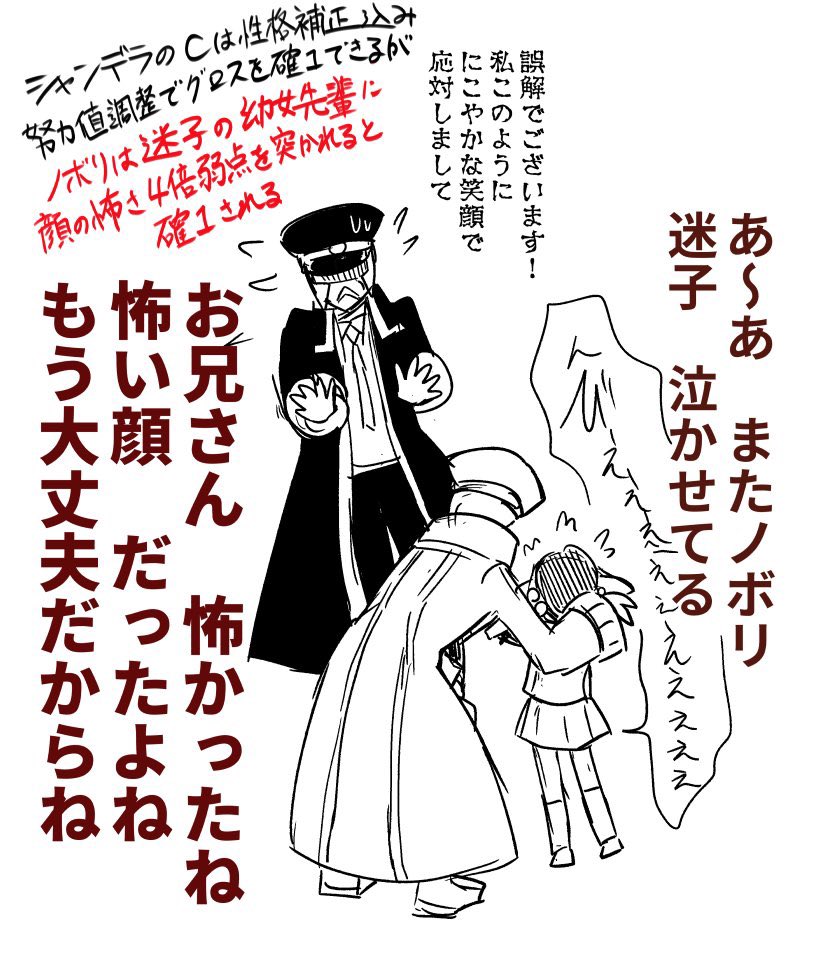 シャンデラのCは性格補正込み
努力値調整でグロスを確1できるが
ノボリは迷子の幼女先輩に
顔の怖さ4倍弱点を突かれると
確1される
誤解でございます!
私このように
にこやかな笑顔で
応対しまして
あ〜あ またノボリ
迷子 泣かせてる
お兄さん 怖かったね
怖い顔 だったよね
もう大丈夫だからね